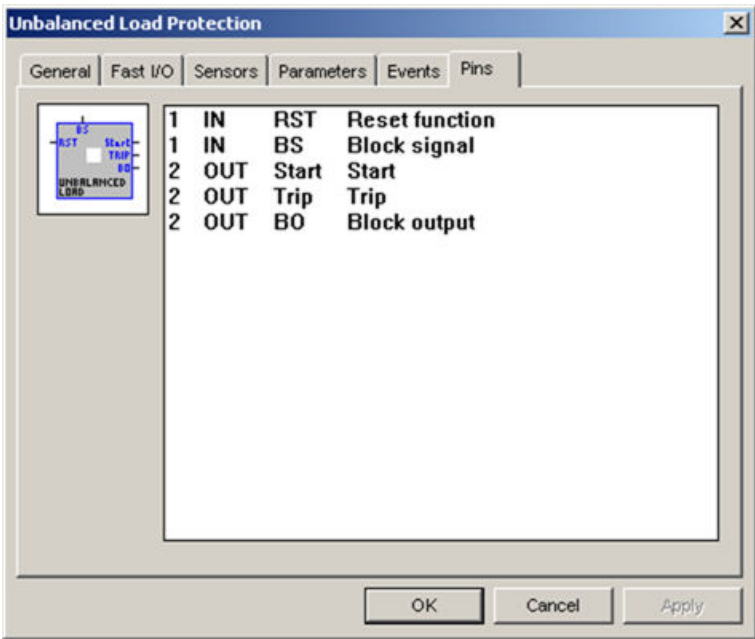 Unbalanced Load Protection
General Fast I/O Sensors Parameters Events Pins
BS
RST Start
TRIP
BO
UNBALANCED
LOAD
1 IN RST Reset function
1 IN BS Block signal
2 OUT Start Start
2 OUT Trip Trip
2 OUT BO Block output
OK Cancel Apply